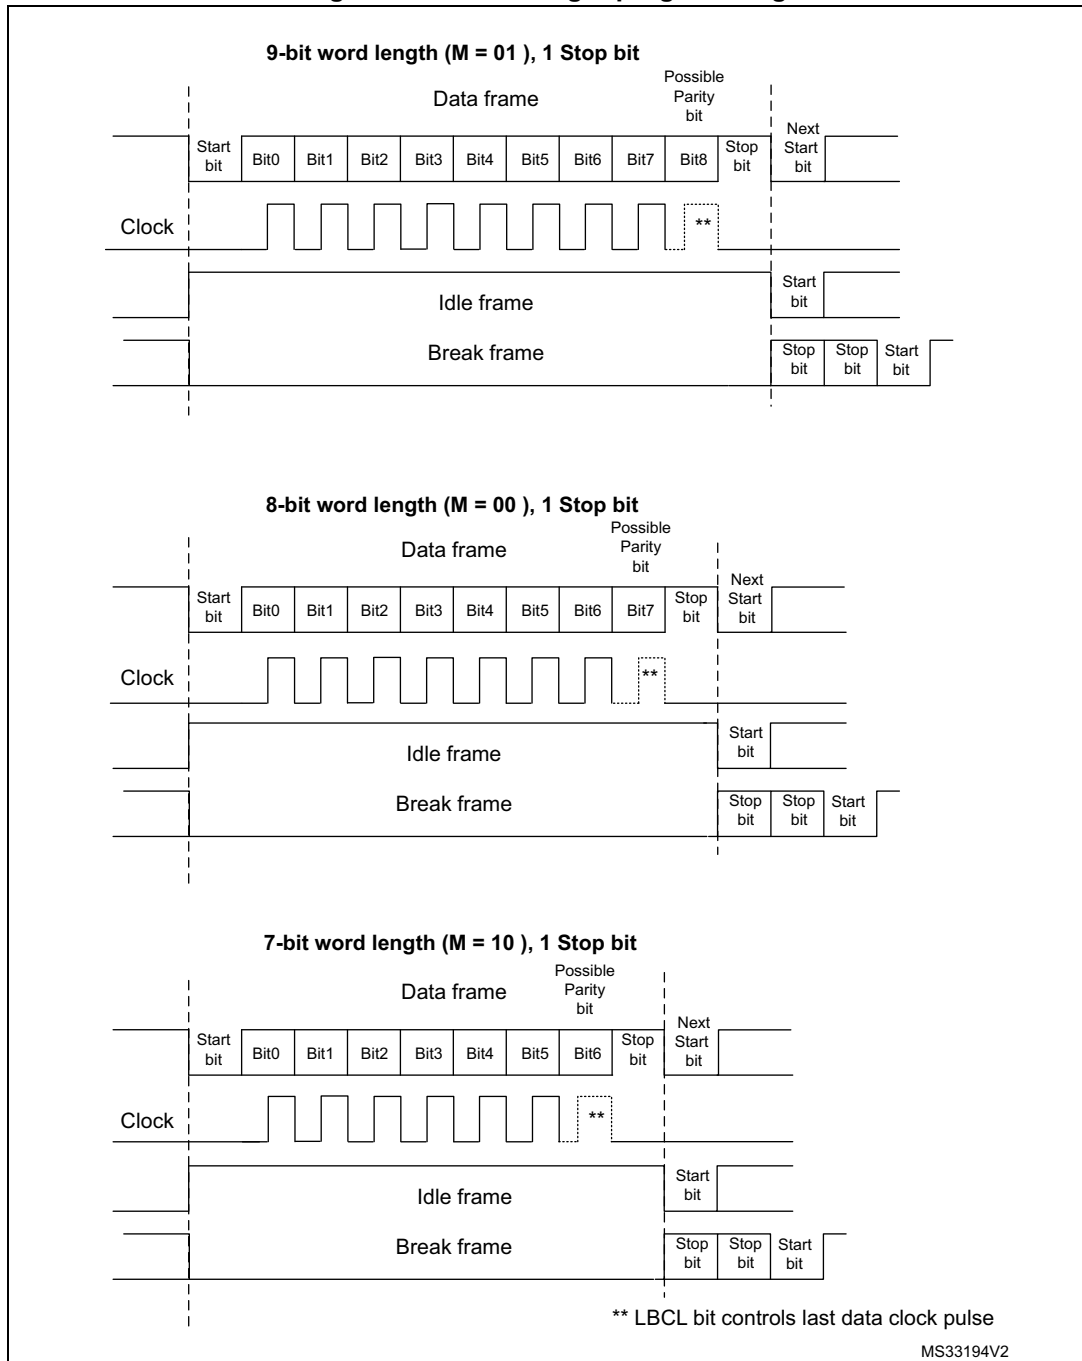 9-bit word length (M = 01 ), 1 Stop bit
Data frame
Possible
Parity
bit
Start
bit
Bit0
Bit1
Bit2
Bit3
Bit4
Bit5
Bit6
Bit7
Bit8
Stop
bit
Next
Start
bit
Clock
**
Idle frame
Start
bit
Break frame
Stop
bit
Stop
bit
Start
bit
8-bit word length (M = 00 ), 1 Stop bit
Data frame
Possible
Parity
bit
Start
bit
Bit0
Bit1
Bit2
Bit3
Bit4
Bit5
Bit6
Bit7
Stop
bit
Next
Start
bit
Clock
**
Idle frame
Start
bit
Break frame
Stop
bit
Stop
bit
Start
bit
7-bit word length (M = 10 ), 1 Stop bit
Data frame
Possible
Parity
bit
Start
bit
Bit0
Bit1
Bit2
Bit3
Bit4
Bit5
Bit6
Stop
bit
Next
Start
bit
Clock
**
Idle frame
Start
bit
Break frame
Stop
bit
Stop
bit
Start
bit
** LBCL bit controls last data clock pulse
MS33194V2